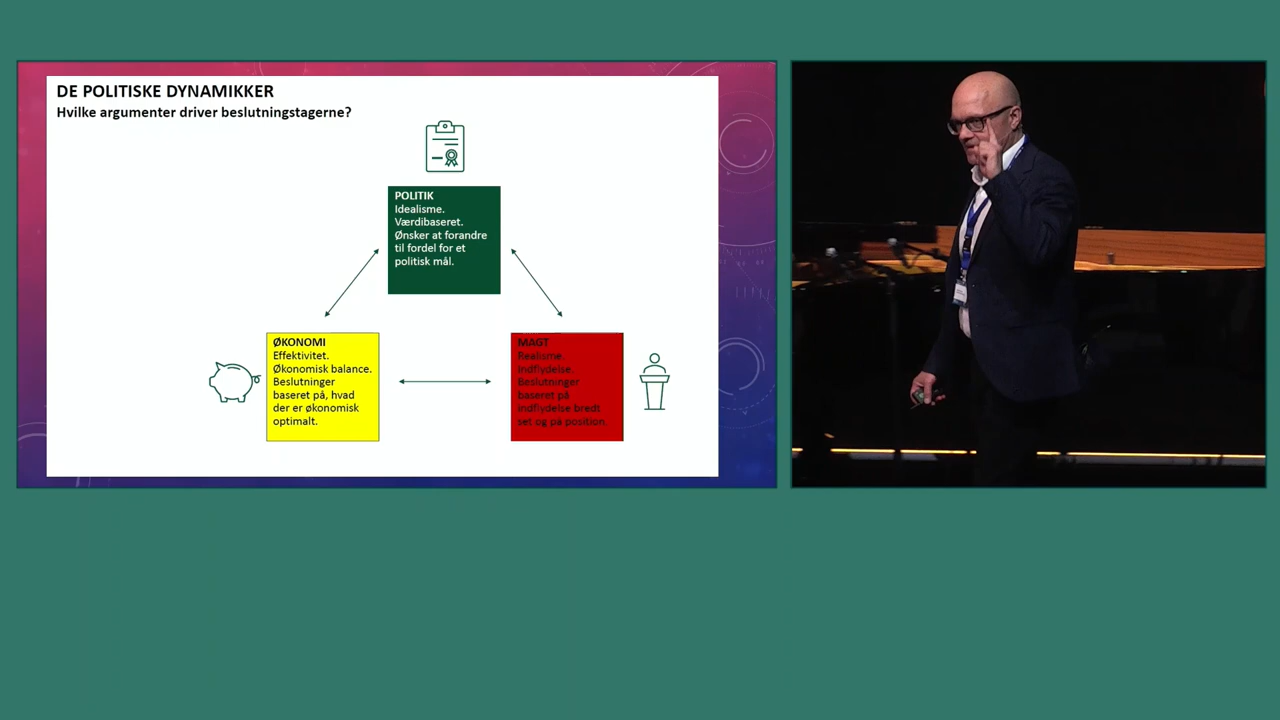 DE POLITISKE DYNAMIKKER
Hvilke argumenter driver beslutningstagerne?
POLITIK
Idealisme.
Værdibaseret.
Ønsker at forandre
til fordel for et
politisk mål.
ØKONOMI
Effektivitet.
Økonomisk balance.
Beslutninger
baseret på, hvad
der er økonomisk
optimalt.
MAGT
Realisme.
Indflydelse.
Beslutninger
baseret på
indflydelse bredt
set og på position.